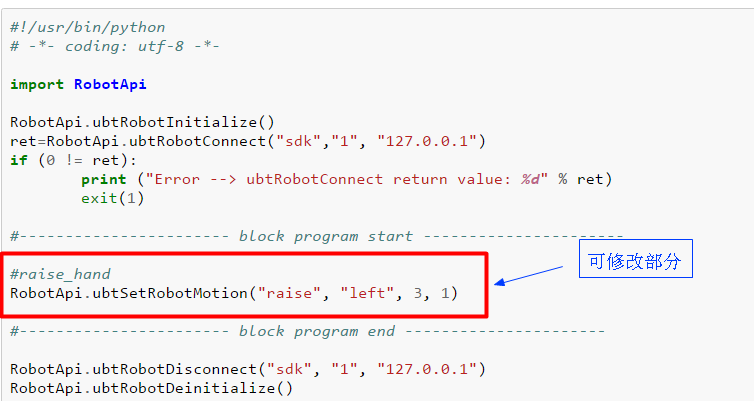 #!/usr/bin/python
# -*- coding: utf-8 -*-
import RobotApi
RobotApi.ubtRobotInitialize()
ret=RobotApi.ubtRobotConnect("sdk","1", "127.0.0.1")
if (0 != ret):
        print ("Error --> ubtRobotConnect return value: %d" % ret)
        exit(1)
#----------------------- block program start ----------------------
#raise_hand
RobotApi.ubtSetRobotMotion("raise", "left", 3, 1)
可修改部分
#----------------------- block program end ----------------------
RobotApi.ubtRobotDisconnect("sdk", "1", "127.0.0.1")
RobotApi.ubtRobotDeinitialize()